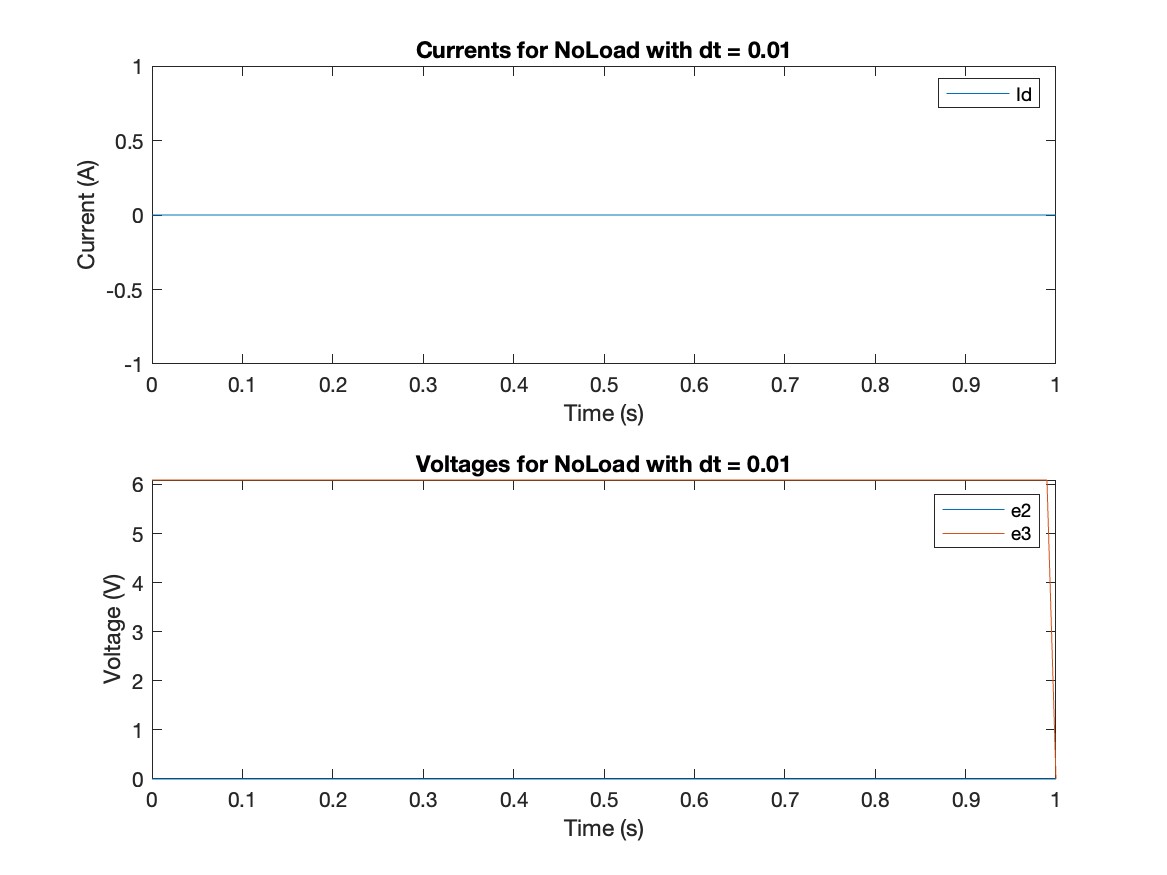 Currents for NoLoad with dt = 0.01
1
0.5
0
-0.5
-1
Current (A)
Id
0 0.1 0.2 0.3 0.4 0.5 0.6 0.7 0.8 0.9 1
Time (s)
Voltages for NoLoad with dt = 0.01
6
5
4
3
2
1
0
Voltage (V)
e2
e3
0 0.1 0.2 0.3 0.4 0.5 0.6 0.7 0.8 0.9 1
Time (s)